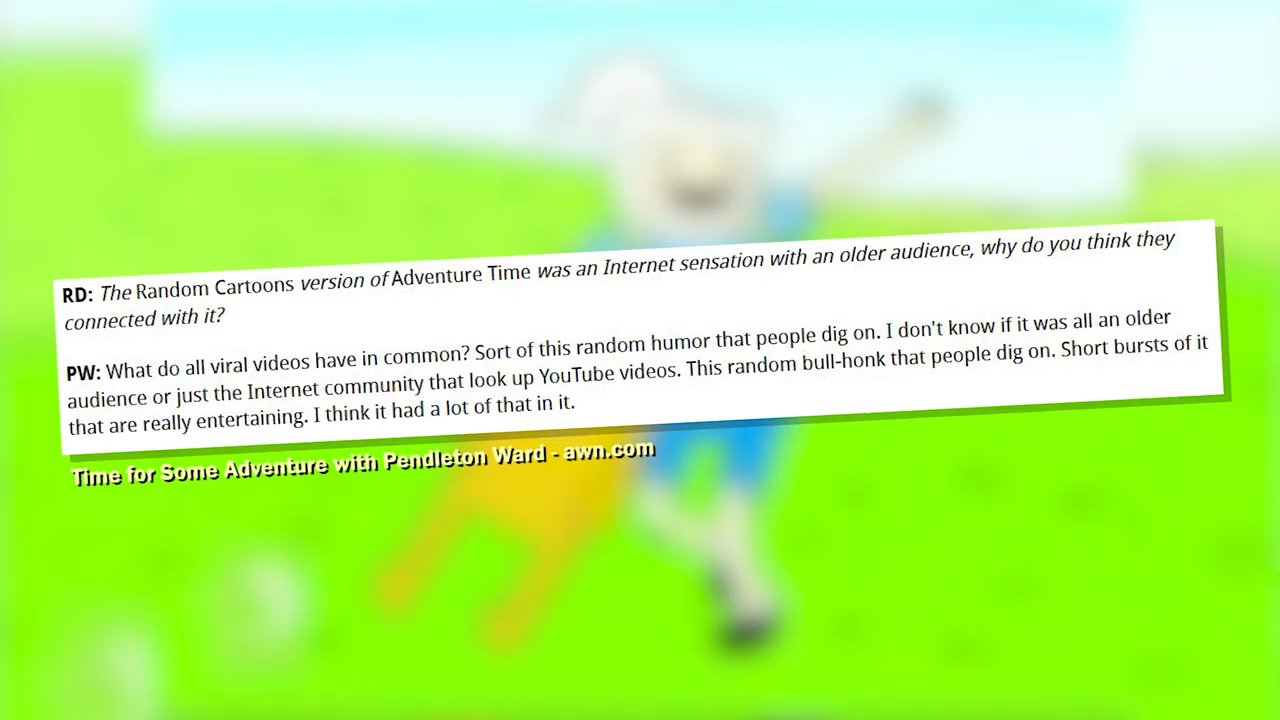 RD: The Random Cartoons version of Adventure Time was an Internet sensation with an older audience, why do you think they
connected with it?
PW: What do all viral videos have in common? Sort of this random humor that people dig on. I don't know if it was all an older
audience or just the Internet community that look up YouTube videos. This random bull-honk that people dig on. Short bursts of it
that are really entertaining. I think it had a lot of that in it.
Time for Some Adventure with Pendleton Ward - awn.com